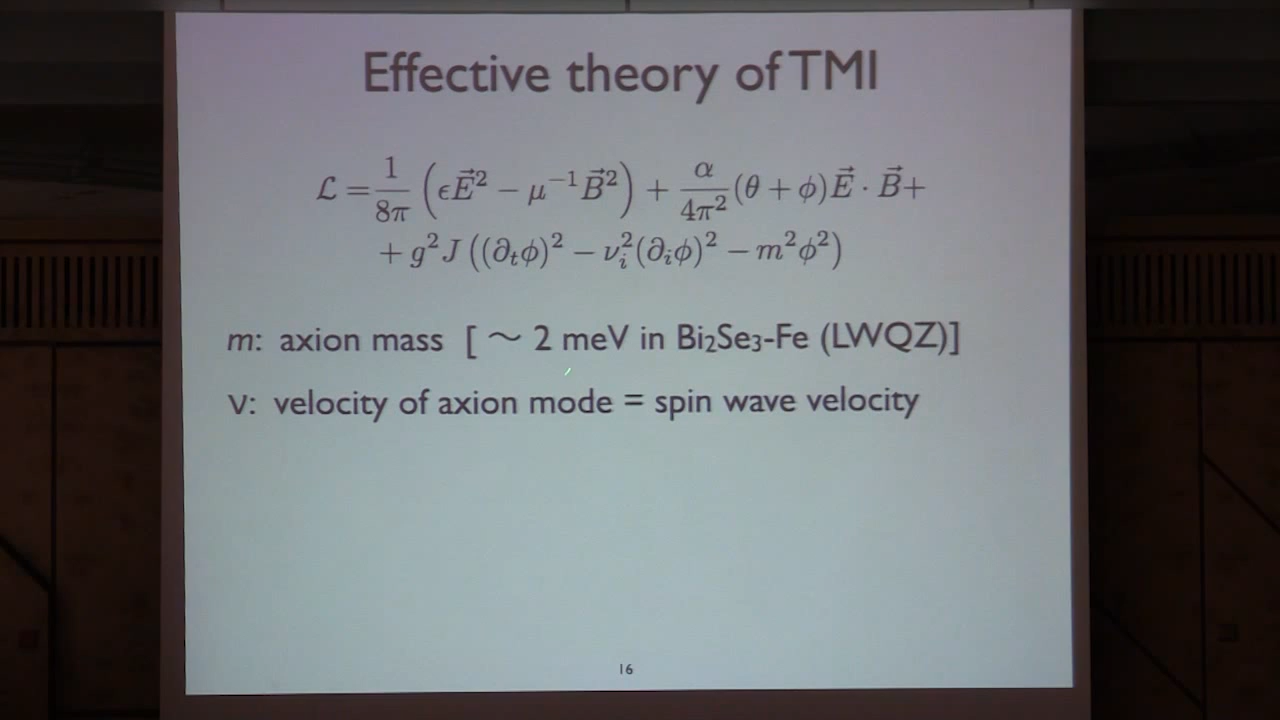 Effective theory of TMI
ℒ = 1/8π (ϵE⃗² − μ⁻¹B⃗²) + α/4π² (θ + ϕ)E⃗ · B⃗+
+ g²J ((∂ₜϕ)² − ν²ᵢ(∂ᵢϕ)² − m²ϕ²)
m: axion mass [ ~ 2 meV in Bi₂Se₃-Fe (LWQZ)]
ν: velocity of axion mode = spin wave velocity
16